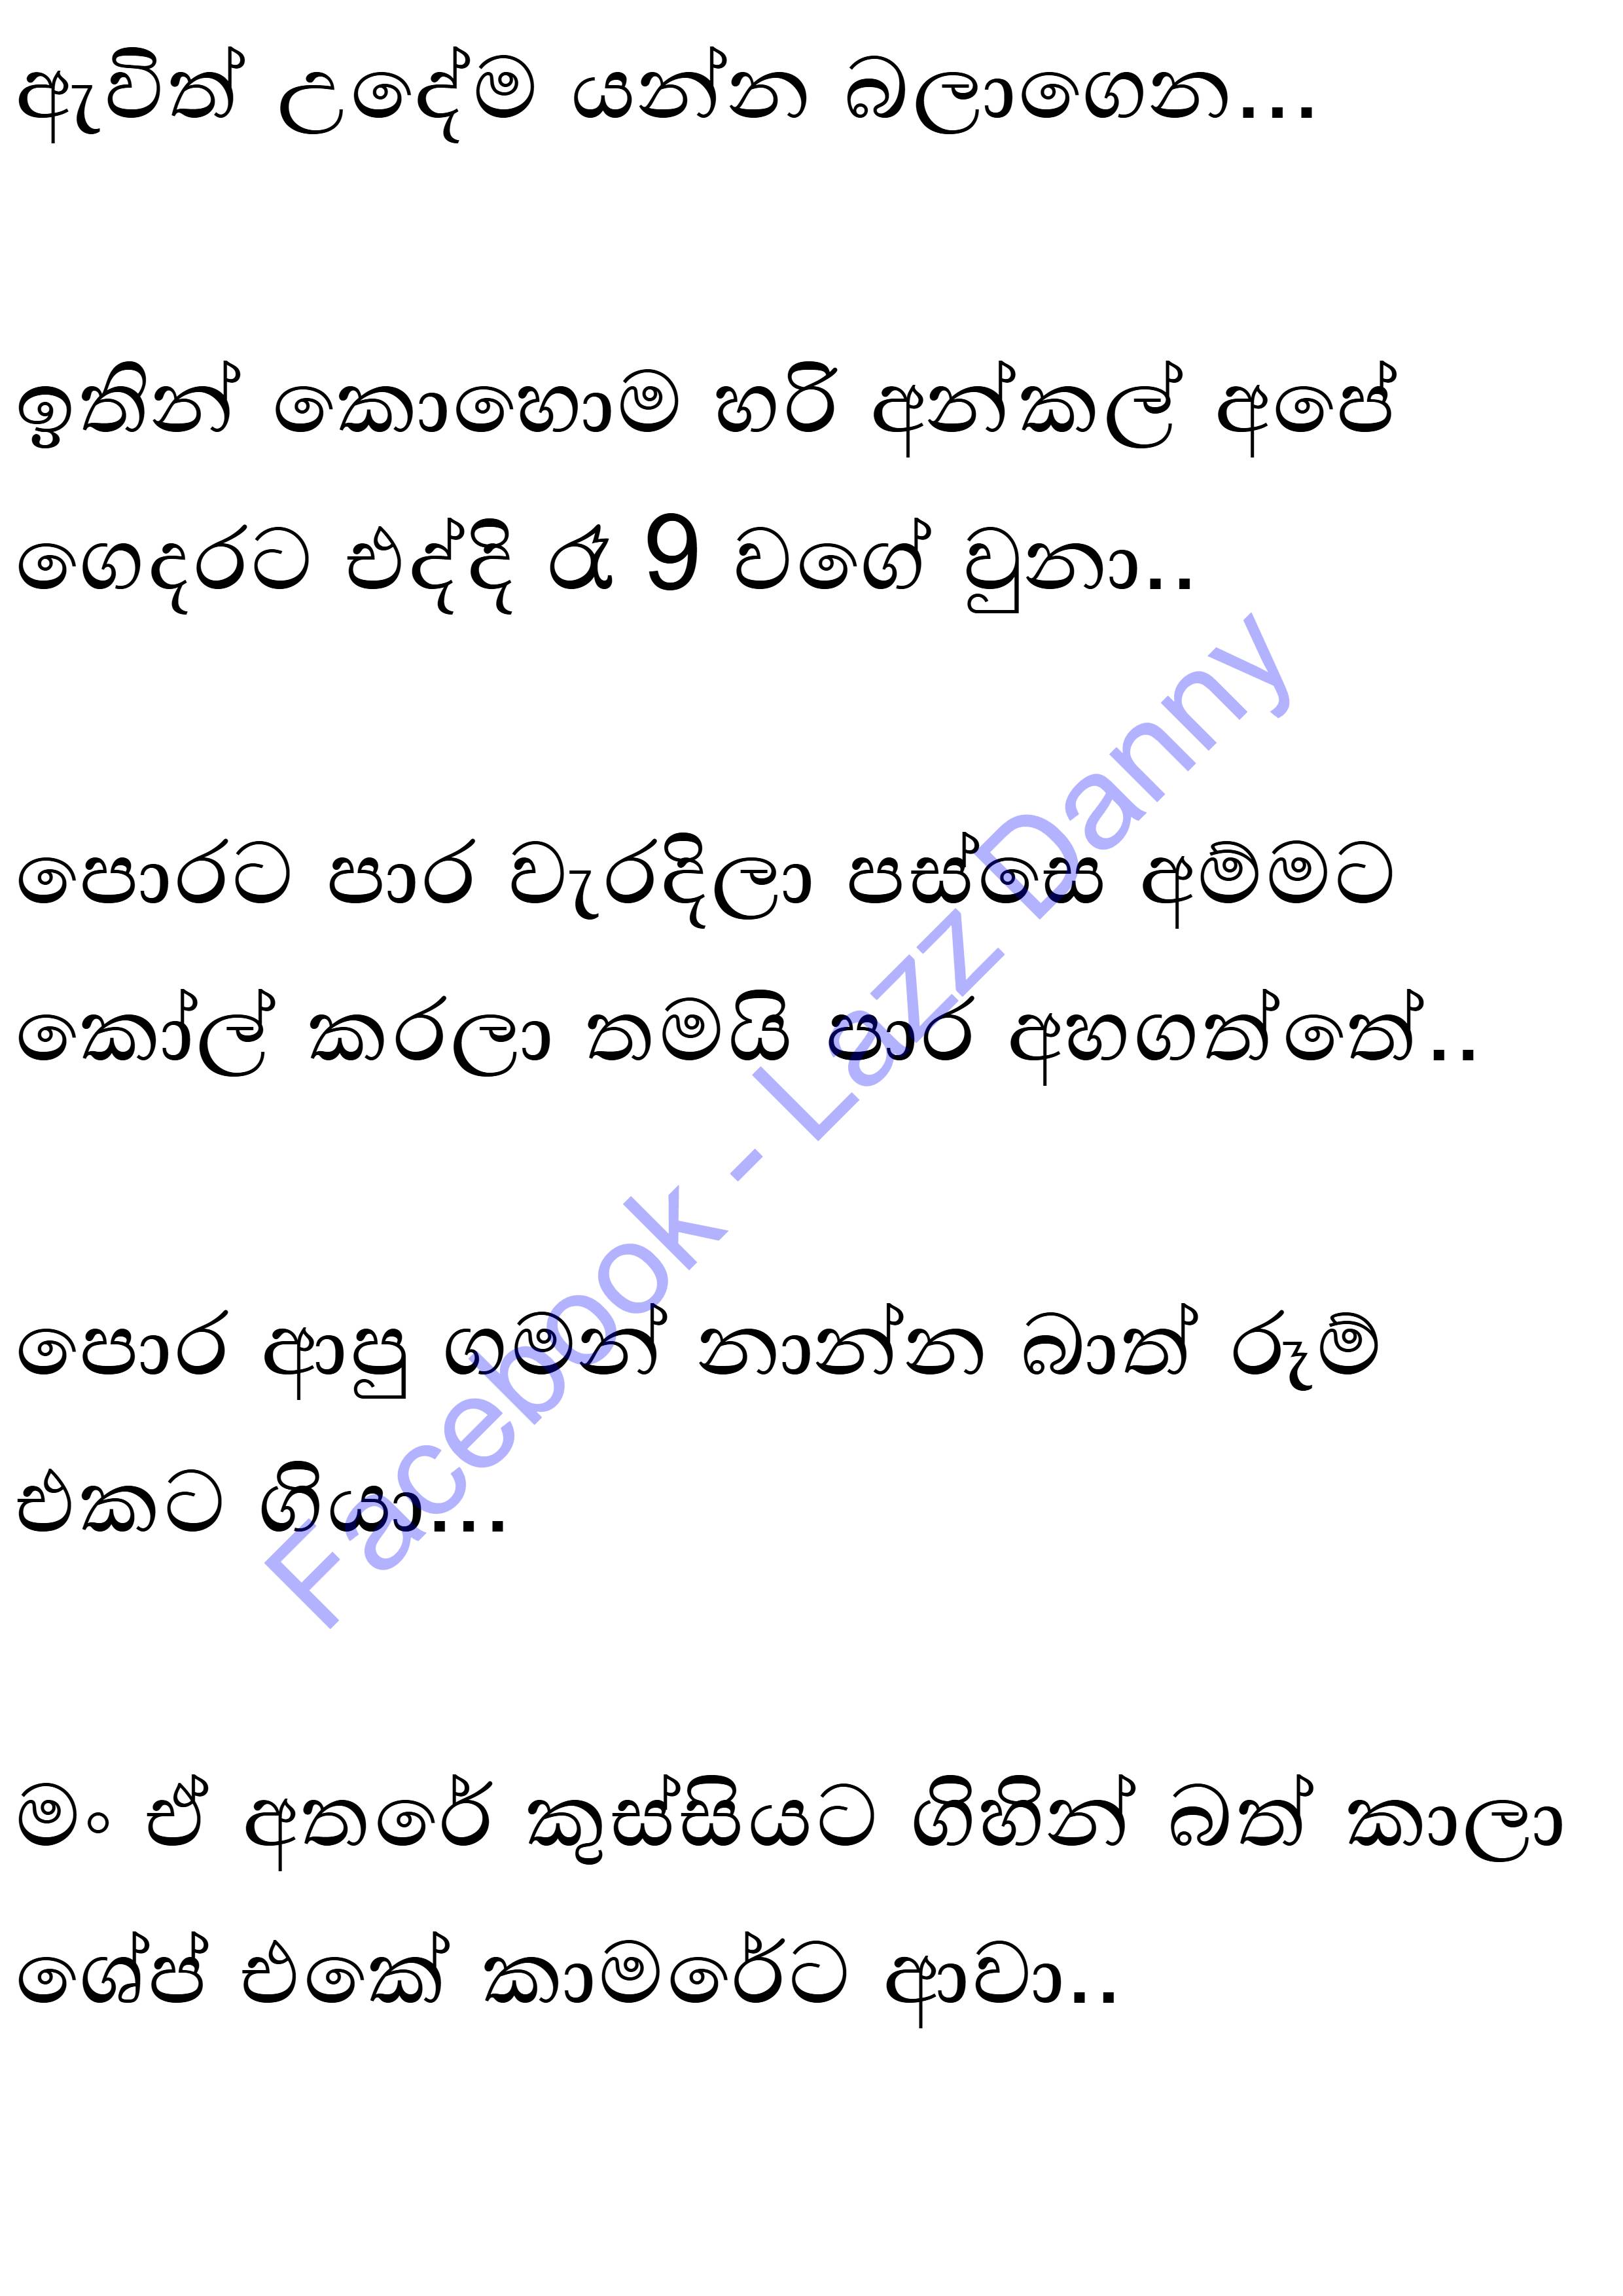 ඇවිත් උදේම යන්න බලාගෙන...
ඉතින් කොහොම හරි අන්කල් අපේ
ගෙදරට එද්දි රෑ 9 වගේ වුනා..
පොරට පාර වැරදිලා පස්සෙ අම්මට
කෝල් කරලා තමයි පාර අහගත්තේ..
පොර ආපු ගමන් නාන්න බාත් රූම්
එකට ගියා...
මං ඒ අතරේ කුස්සියට ගිහින් බත් කාලා
ශේප් එකේ කාමරේට ආවා..
Facebook - Lazz Danny